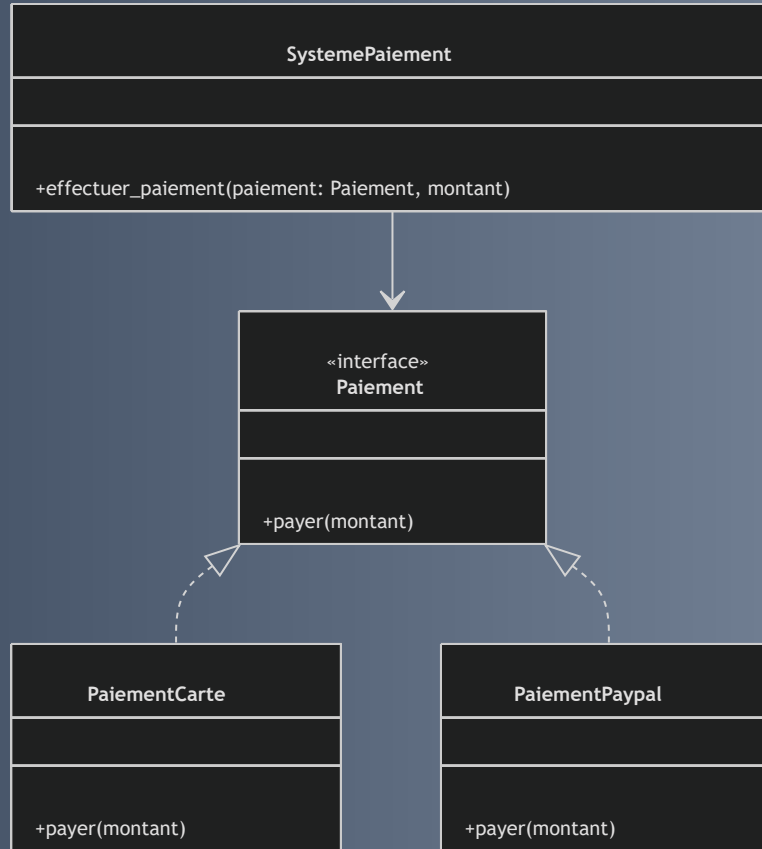 SystemePaiement
+effectuer_paiement(paiement: Paiement, montant)
«interface»
Paiement
+payer(montant)
PaiementCarte
+payer(montant)
PaiementPaypal
+payer(montant)